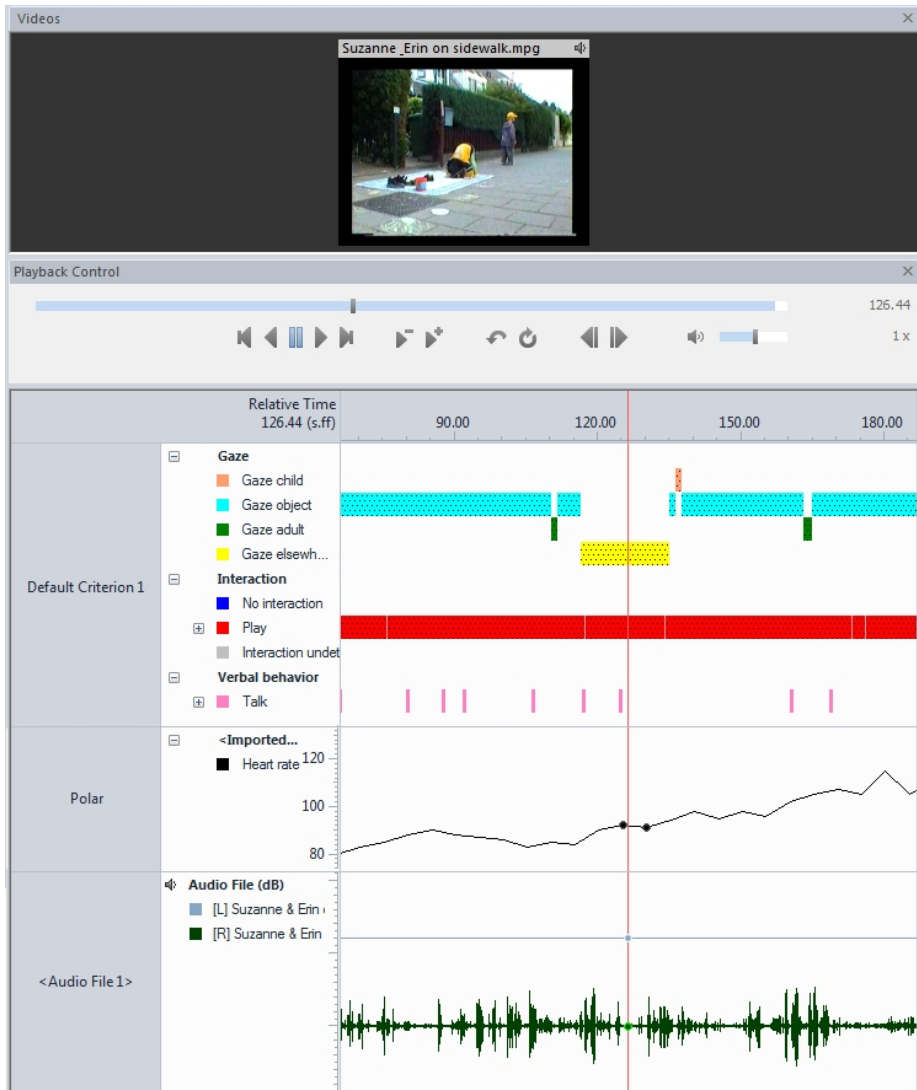 Videos
Suzanne_Erin on sidewalk.mpg
Playback Control
126.44
1 x
Relative Time
126.44 (s.ff)
90.00 120.00 150.00 180.00
Default Criterion 1
Gaze
Gaze child
Gaze object
Gaze adult
Gaze elsewh...
Interaction
No interaction
Play
Interaction undet
Verbal behavior
Talk
Polar
<Imported...
Heart rate
120
100
80
<Audio File 1>
Audio File (dB)
[L] Suzanne & Erin
[R] Suzanne & Erin